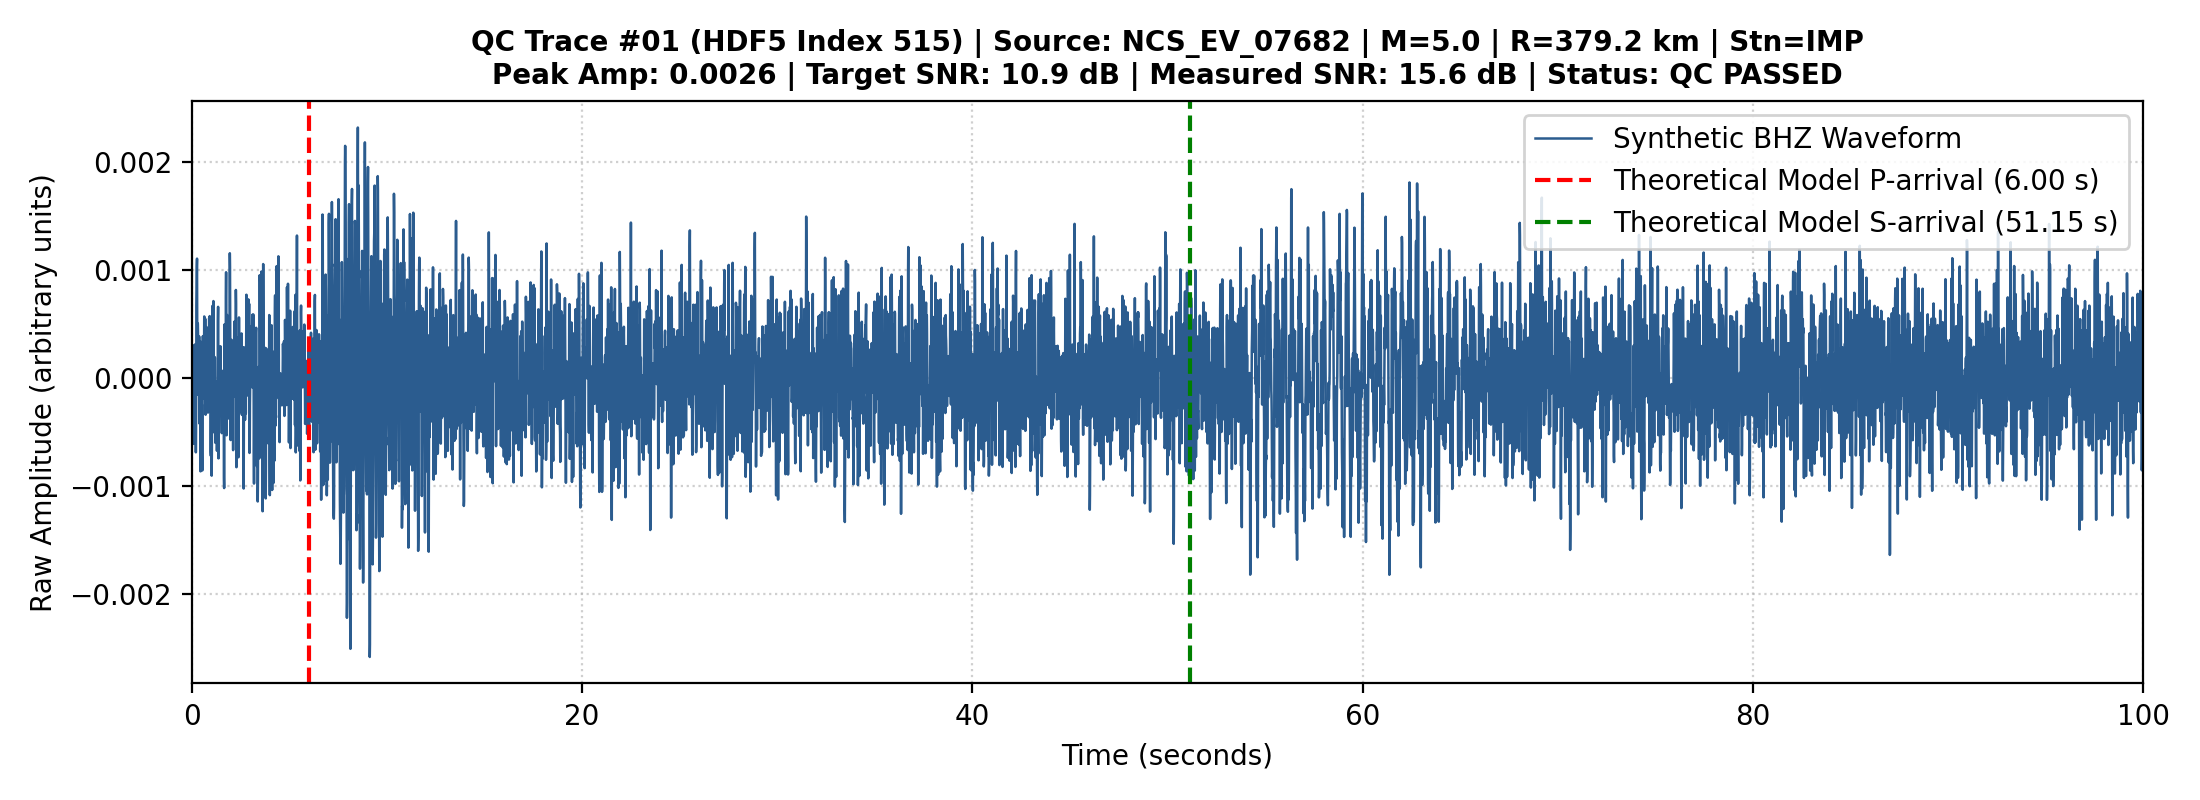 QC Trace #01 (HDF5 Index 515) | Source: NCS_EV_07682 | M=5.0 | R=379.2 km | Stn=IMP
Peak Amp: 0.0026 | Target SNR: 10.9 dB | Measured SNR: 15.6 dB | Status: QC PASSED
Synthetic BHZ Waveform
Theoretical Model P-arrival (6.00 s)
Theoretical Model S-arrival (51.15 s)
Raw Amplitude (arbitrary units)
0.002
0.001
0.000
−0.001
−0.002
0 20 40 60 80 100
Time (seconds)